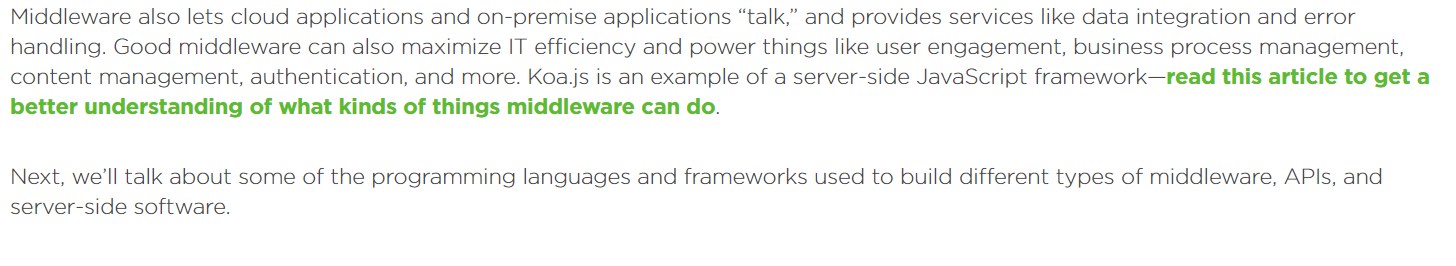 Middleware also lets cloud applications and on-premise applications “talk,” and provides services like data integration and error
handling. Good middleware can also maximize IT efficiency and power things like user engagement, business process management,
content management, authentication, and more. Koa.js is an example of a server-side JavaScript framework—read this article to get a
better understanding of what kinds of things middleware can do.
Next, we’ll talk about some of the programming languages and frameworks used to build different types of middleware, APIs, and
server-side software.